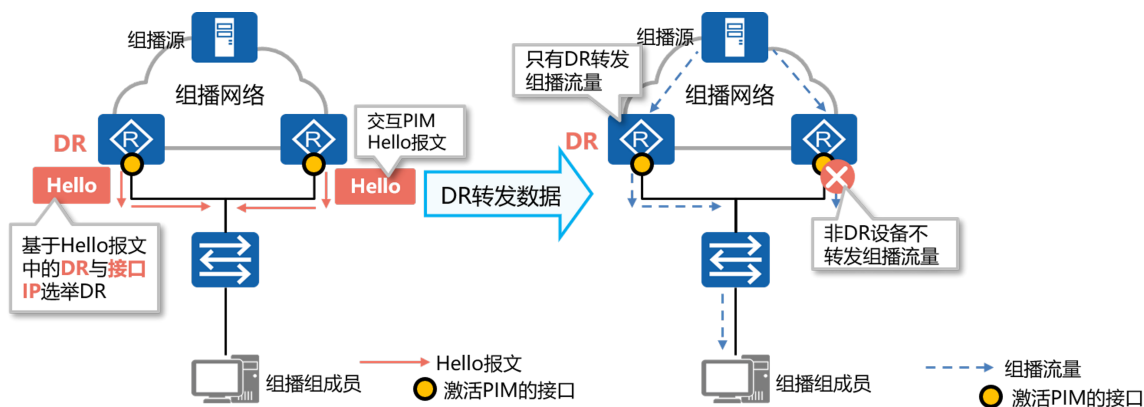 组播源
组播网络
R
R
DR
交互PIM
Hello报文
Hello
Hello
基于Hello报文
中的DR与接口
IP选举DR
组播组成员
Hello报文
激活PIM的接口
DR转发数据
组播源
只有DR转发
组播流量
组播网络
R
R
DR
非DR设备不
转发组播流量
组播组成员
组播流量
激活PIM的接口